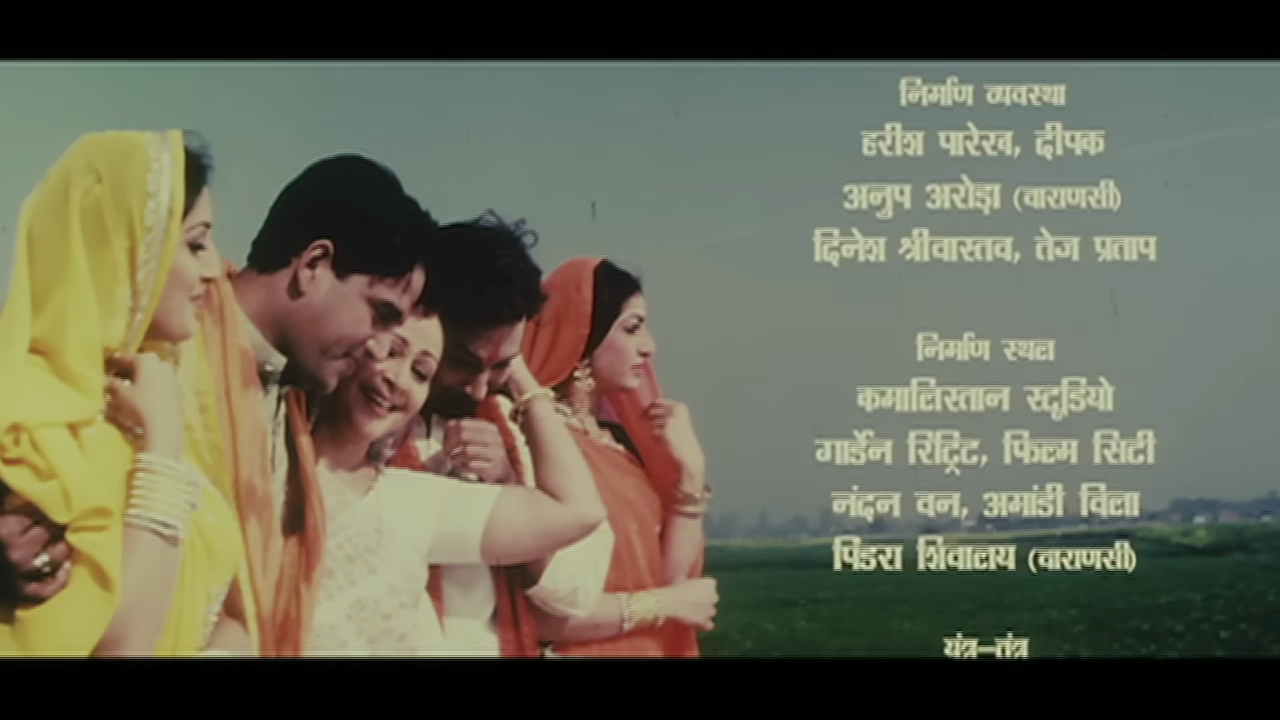 निर्माण व्यवस्था
हरीश पारेख, दीपक
अनुप अरोड़ा (वाराणसी)
दिनेश श्रीवास्तव, तेज प्रताप
निर्माण स्थल
कमालिस्तान स्टूडियो
गार्डेन रिट्रिट, फिल्म सिटी
नंदन वन, अमांडी विला
पिंडरा शिवालय (वाराणसी)
यंत्र-तंत्र